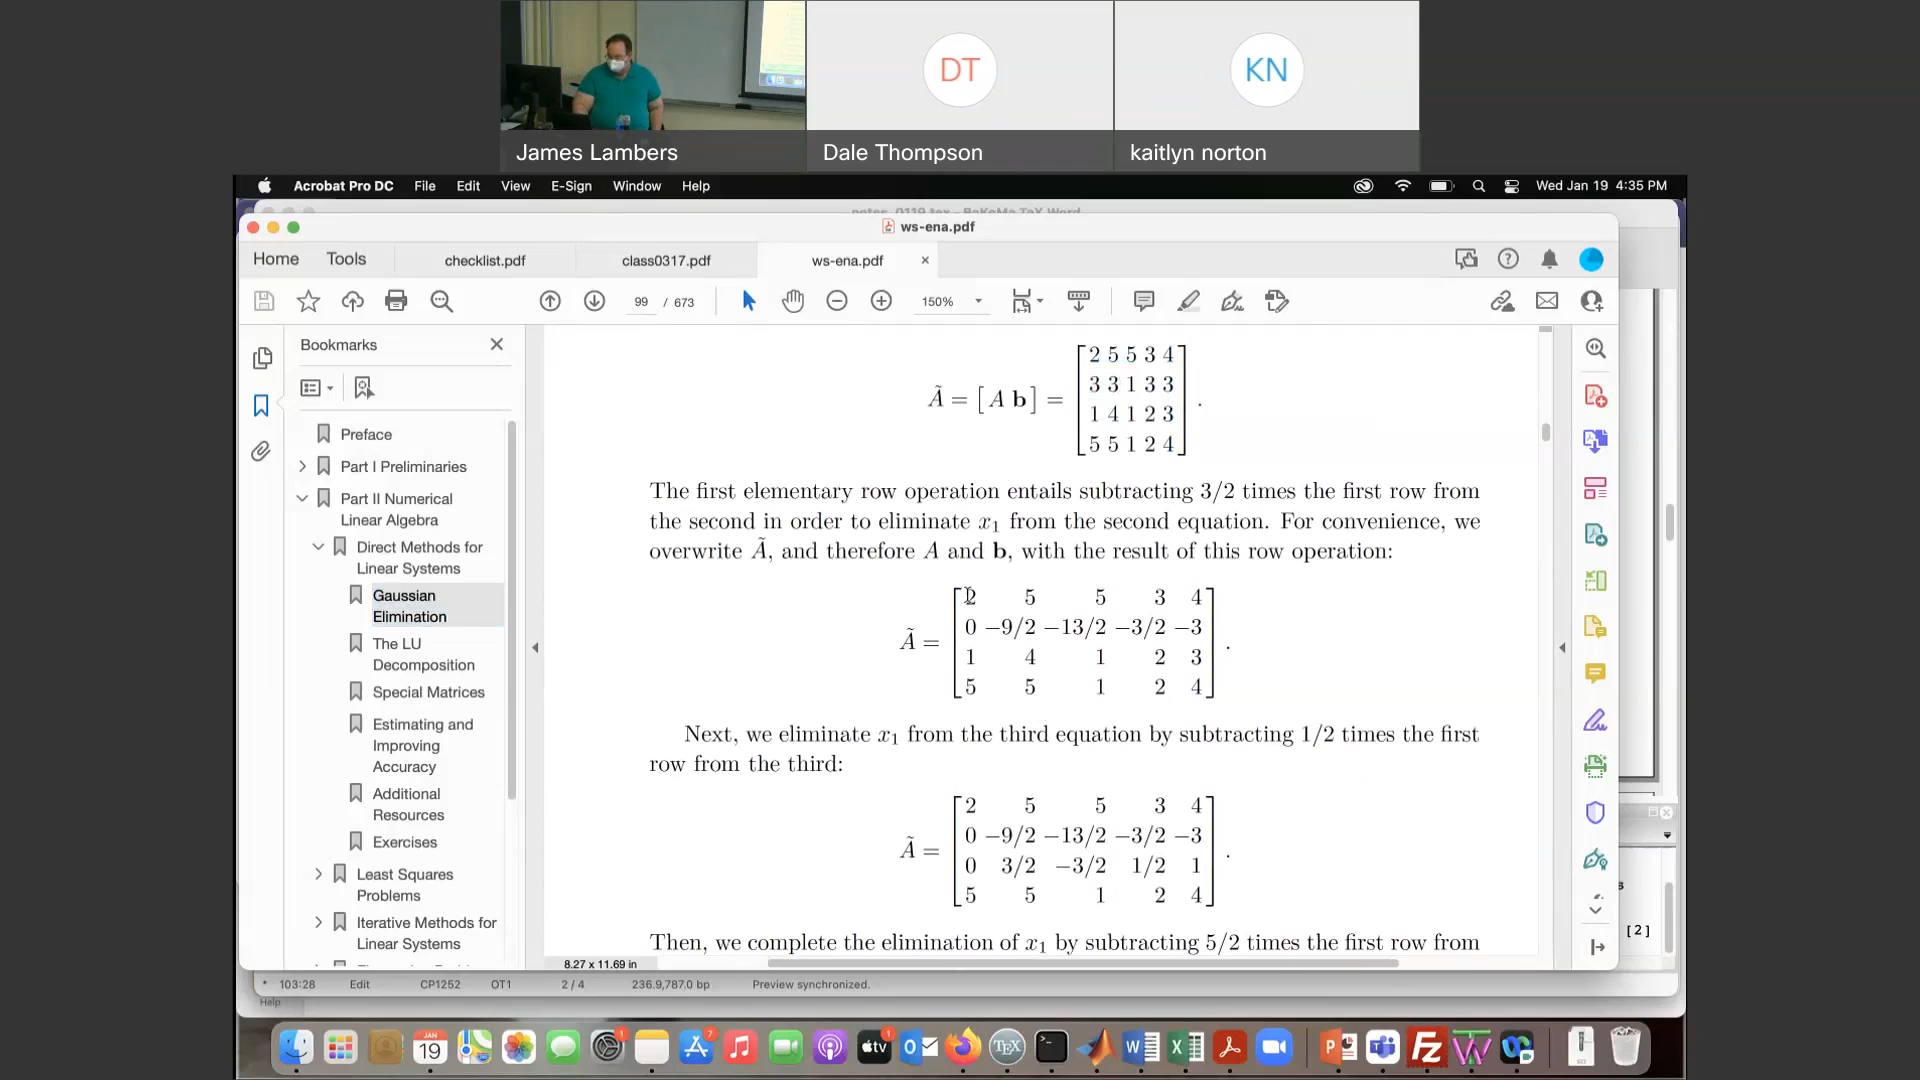 DT
KN
James Lambers
Dale Thompson
kaitlyn norton
Acrobat Pro DC File Edit View E-Sign Window Help
Wed Jan 19 4:35 PM
ws-ena.pdf
Home Tools checklist.pdf class0317.pdf ws-ena.pdf ×
99 / 673 150%
Bookmarks
Preface
Part I Preliminaries
Part II Numerical
Linear Algebra
Direct Methods for
Linear Systems
Gaussian
Elimination
The LU
Decomposition
Special Matrices
Estimating and
Improving
Accuracy
Additional
Resources
Exercises
Least Squares
Problems
Iterative Methods for
Linear Systems
2 5 5 3 4
3 3 1 3 3
Ã = [ A b ] =
1 4 1 2 3
5 5 1 2 4
The first elementary row operation entails subtracting 3/2 times the first row from
the second in order to eliminate x₁ from the second equation. For convenience, we
overwrite Ã, and therefore A and b, with the result of this row operation:
2 5 5 3 4
0 −9/2 −13/2 −3/2 −3
Ã =
1 4 1 2 3
5 5 1 2 4
Next, we eliminate x₁ from the third equation by subtracting 1/2 times the first
row from the third:
2 5 5 3 4
0 −9/2 −13/2 −3/2 −3
Ã =
0 3/2 −3/2 1/2 1
5 5 1 2 4
Then, we complete the elimination of x₁ by subtracting 5/2 times the first row from
8.27 x 11.69 in
[2]
103:28 Edit CP1252 OT1 2 / 4 236.9,787.0 bp Preview synchronized.
Help
JAN
19
1
7
tv
1
TEX